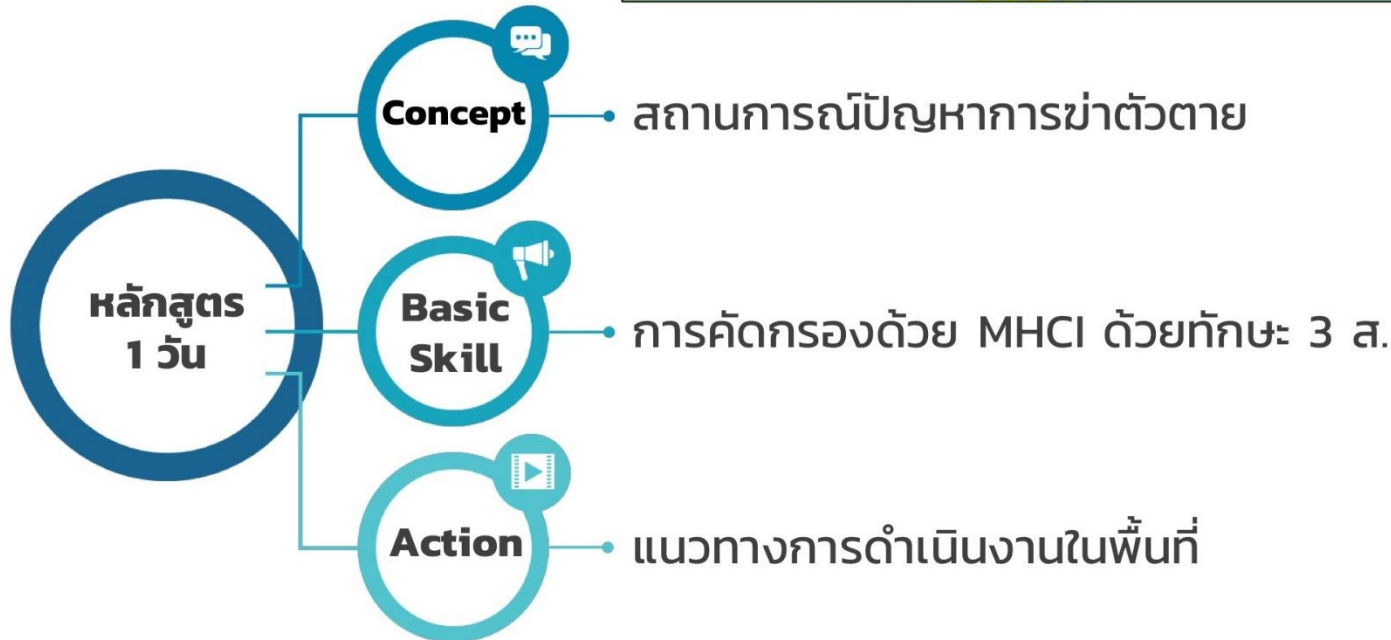 หลักสูตร
1 วัน
Concept
สถานการณ์ปัญหาการฆ่าตัวตาย
Basic
Skill
การคัดกรองด้วย MHCI ด้วยทักษะ 3 ส.
Action
แนวทางการดำเนินงานในพื้นที่